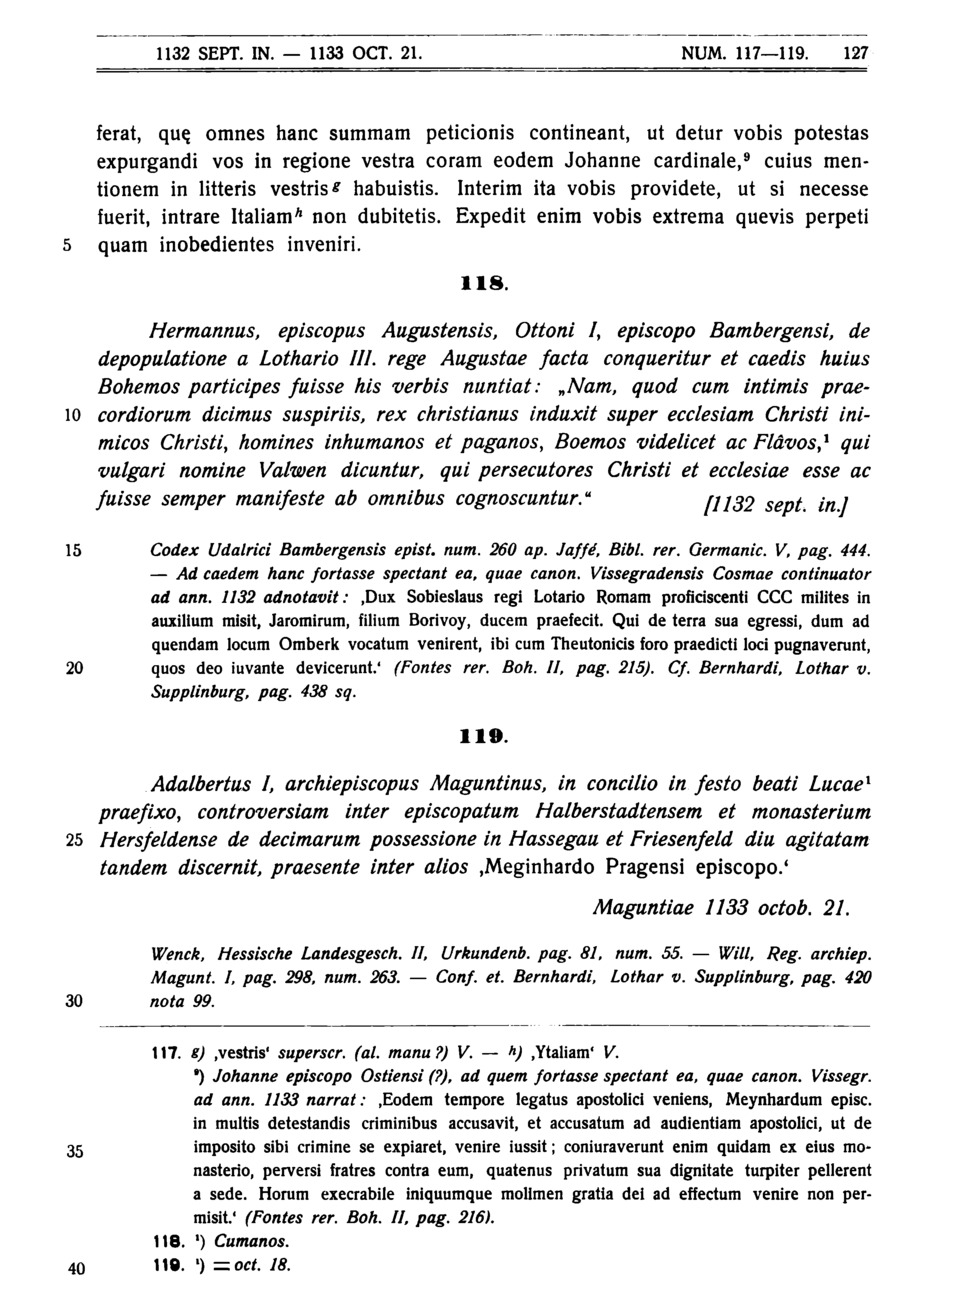 1132 SEPT. IN. — 1133 OCT. 21. NUM. 117—119. 127
ferat, quę omnes hanc summam peticionis contineant, ut detur vobis potestas
expurgandi vos in regione vestra coram eodem Johanne cardinale,⁹ cuius men-
tionem in litteris vestris ᵍ habuistis. Interim ita vobis providete, ut si necesse
fuerit, intrare Italiam ʰ non dubitetis. Expedit enim vobis extrema quevis perpeti
5 quam inobedientes inveniri.
118.
Hermannus, episcopus Augustensis, Ottoni I, episcopo Bambergensi, de
depopulatione a Lothario III. rege Augustae facta conqueritur et caedis huius
Bohemos participes fuisse his verbis nuntiat: „Nam, quod cum intimis prae-
10 cordiorum dicimus suspiriis, rex christianus induxit super ecclesiam Christi ini-
micos Christi, homines inhumanos et paganos, Boemos videlicet ac Flâvos,¹ qui
vulgari nomine Valwen dicuntur, qui persecutores Christi et ecclesiae esse ac
fuisse semper manifeste ab omnibus cognoscuntur.“ [1132 sept. in.]
15 Codex Udalrici Bambergensis epist. num. 260 ap. Jaffé, Bibl. rer. Germanic. V, pag. 444.
— Ad caedem hanc fortasse spectant ea, quae canon. Vissegradensis Cosmae continuator
ad ann. 1132 adnotavit: ‚Dux Sobieslaus regi Lotario Romam proficiscenti CCC milites in
auxilium misit, Jaromirum, filium Borivoy, ducem praefecit. Qui de terra sua egressi, dum ad
quendam locum Omberk vocatum venirent, ibi cum Theutonicis foro praedicti loci pugnaverunt,
20 quos deo iuvante devicerunt.‘ (Fontes rer. Boh. II, pag. 215). Cf. Bernhardi, Lothar v.
Supplinburg, pag. 438 sq.
119.
Adalbertus I, archiepiscopus Maguntinus, in concilio in festo beati Lucae¹
praefixo, controversiam inter episcopatum Halberstadtensem et monasterium
25 Hersfeldense de decimarum possessione in Hassegau et Friesenfeld diu agitatam
tandem discernit, praesente inter alios ‚Meginhardo Pragensi episcopo.‘
Maguntiae 1133 octob. 21.
Wenck, Hessische Landesgesch. II, Urkundenb. pag. 81, num. 55. — Will, Reg. archiep.
Magunt. I, pag. 298, num. 263. — Conf. et. Bernhardi, Lothar v. Supplinburg, pag. 420
30 nota 99.
117. g) ‚vestris‘ superscr. (al. manu ?) V. — h) ‚Ytaliam‘ V.
⁹) Johanne episcopo Ostiensi (?), ad quem fortasse spectant ea, quae canon. Vissegr.
ad ann. 1133 narrat: ‚Eodem tempore legatus apostolici veniens, Meynhardum episc.
in multis detestandis criminibus accusavit, et accusatum ad audientiam apostolici, ut de
35 imposito sibi crimine se expiaret, venire iussit; coniuraverunt enim quidam ex eius mo-
nasterio, perversi fratres contra eum, quatenus privatum sua dignitate turpiter pellerent
a sede. Horum execrabile iniquumque molimen gratia dei ad effectum venire non per-
misit.‘ (Fontes rer. Boh. II, pag. 216).
118. ¹) Cumanos.
40 119. ¹) = oct. 18.